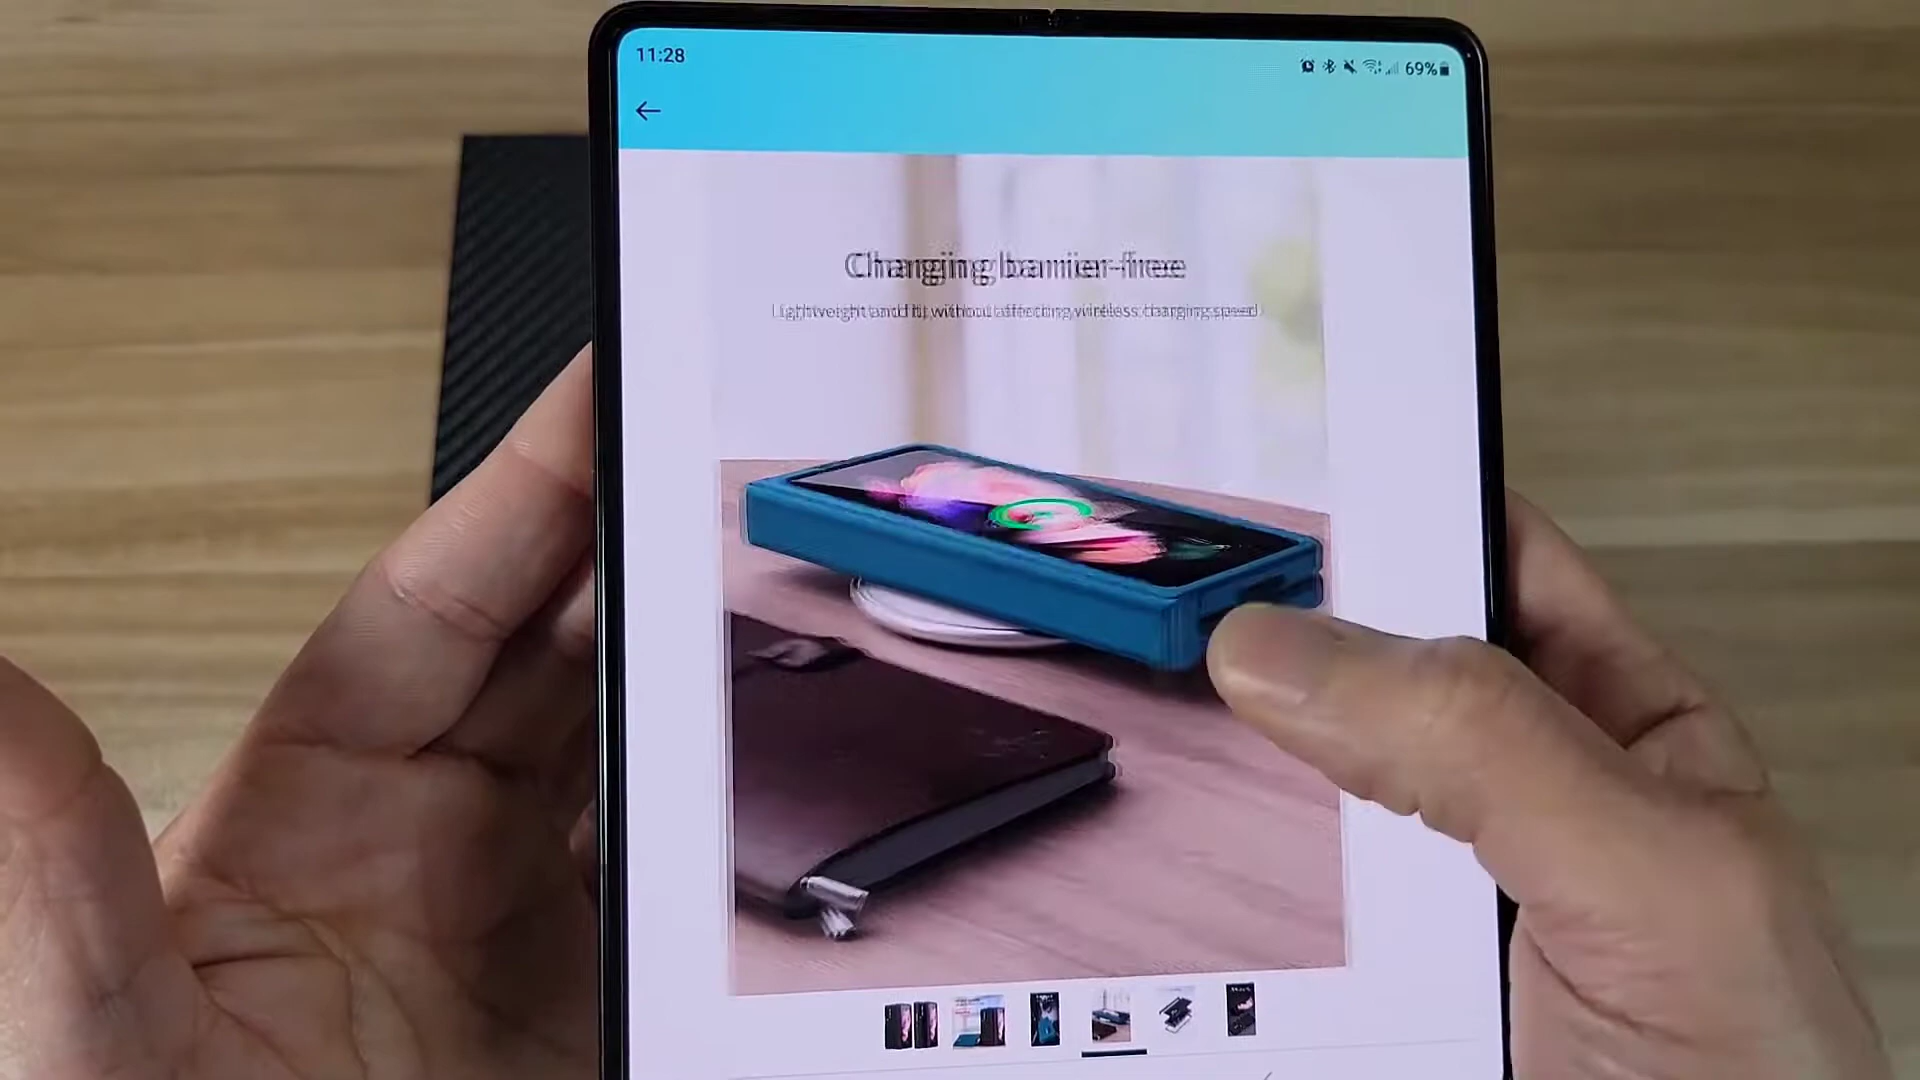 11:28
69%
Charging barrier-free
Lightweight and fit, without affecting wireless charging speed